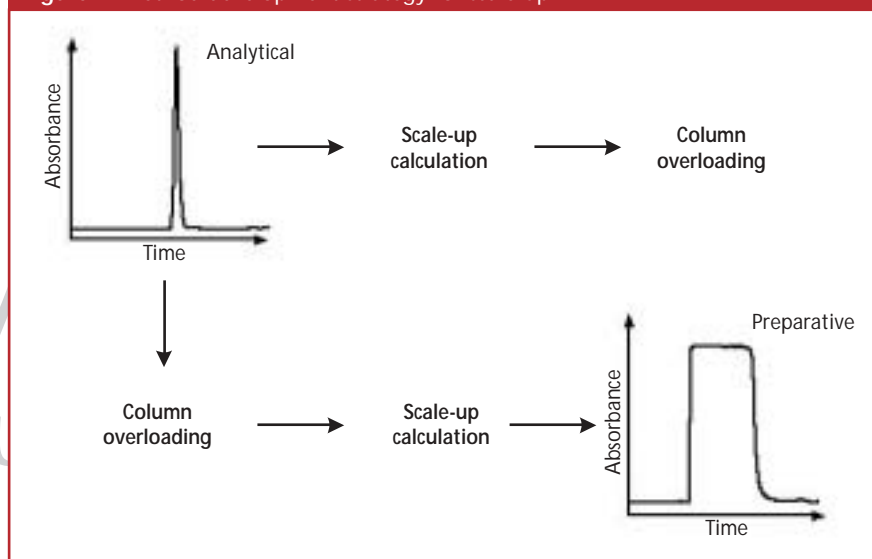 Analytical
Absorbance
Time
Scale-up
calculation
Column
overloading
Column
overloading
Scale-up
calculation
Preparative
Absorbance
Time